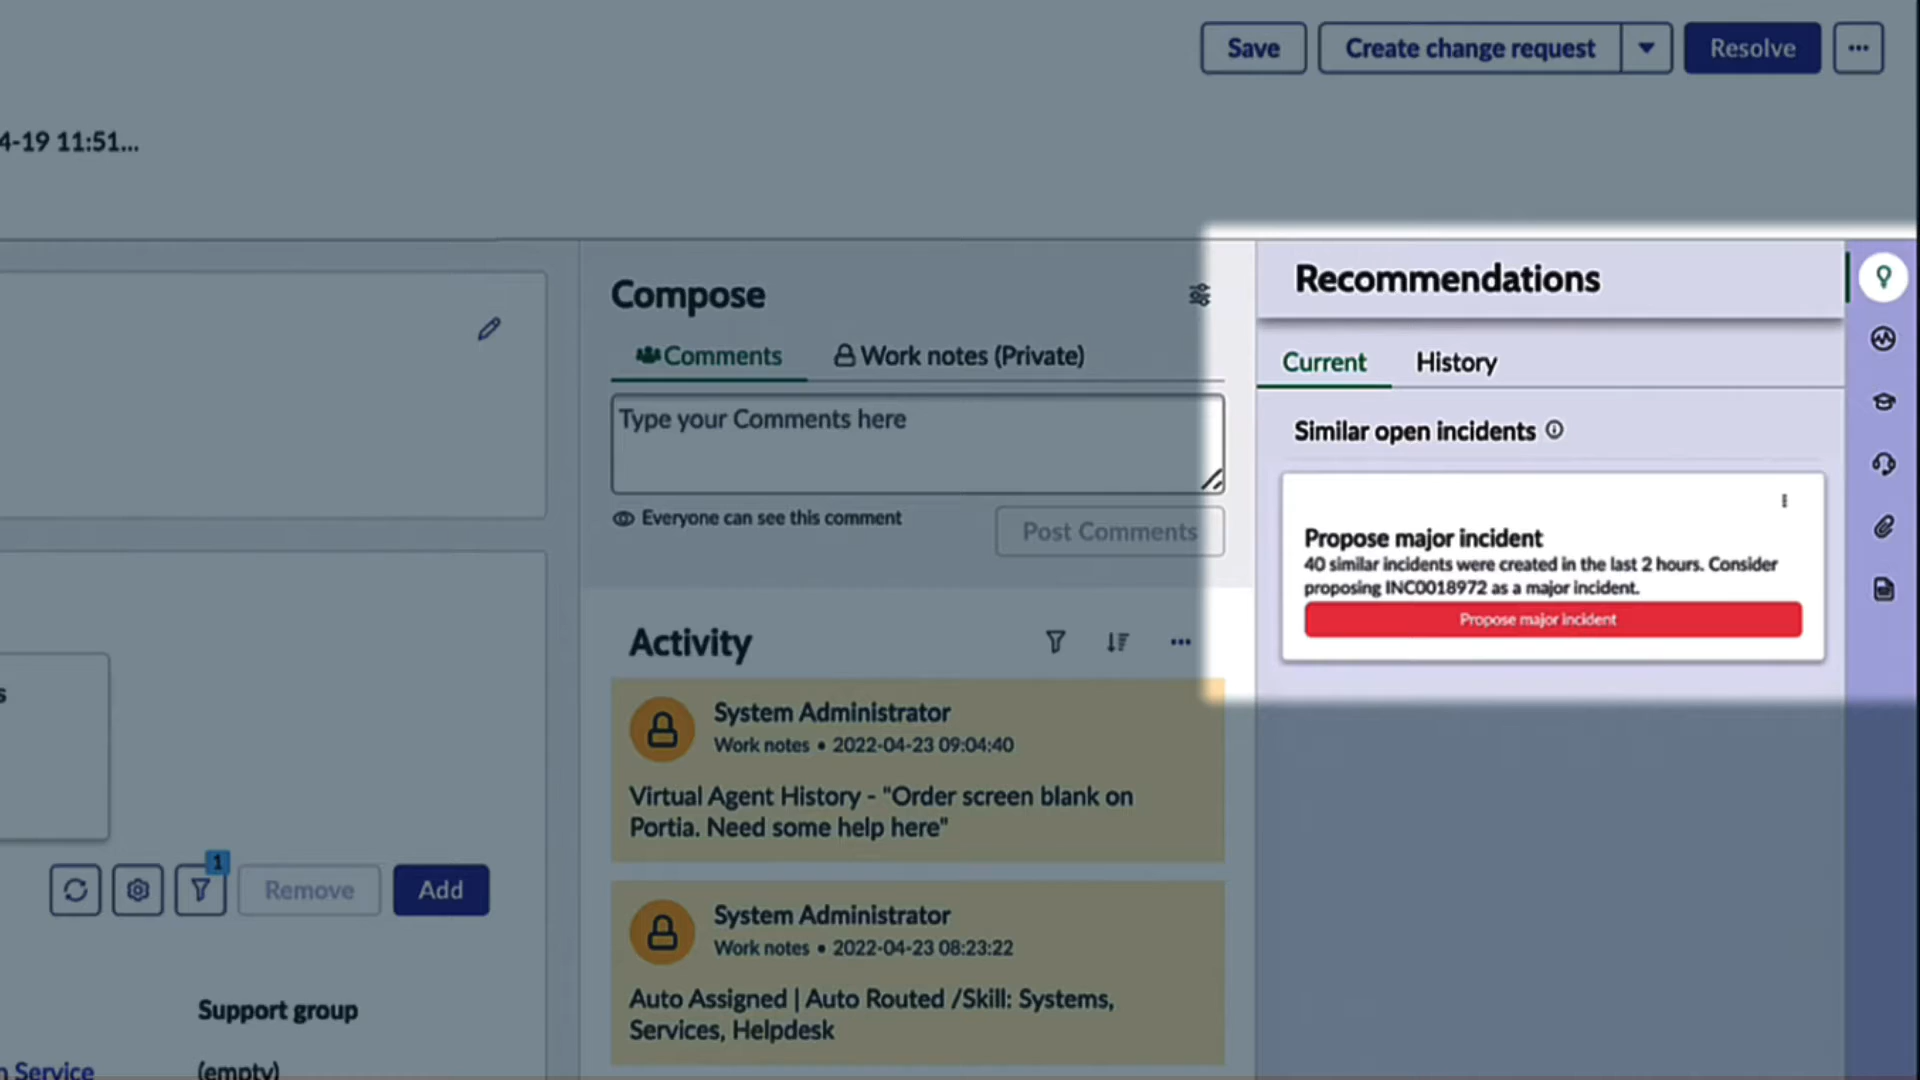 Save
Create change request
Resolve
4-19 11:51...
Compose
Comments
Work notes (Private)
Type your Comments here
Everyone can see this comment
Post Comments
Activity
System Administrator
Work notes • 2022-04-23 09:04:40
Virtual Agent History - "Order screen blank on
Portia. Need some help here"
System Administrator
Work notes • 2022-04-23 08:23:22
Auto Assigned | Auto Routed /Skill: Systems,
Services, Helpdesk
Recommendations
Current
History
Similar open incidents
Propose major incident
40 similar incidents were created in the last 2 hours. Consider
proposing INC0018972 as a major incident.
Propose major incident
s
1
Remove
Add
Support group
n Service
(empty)